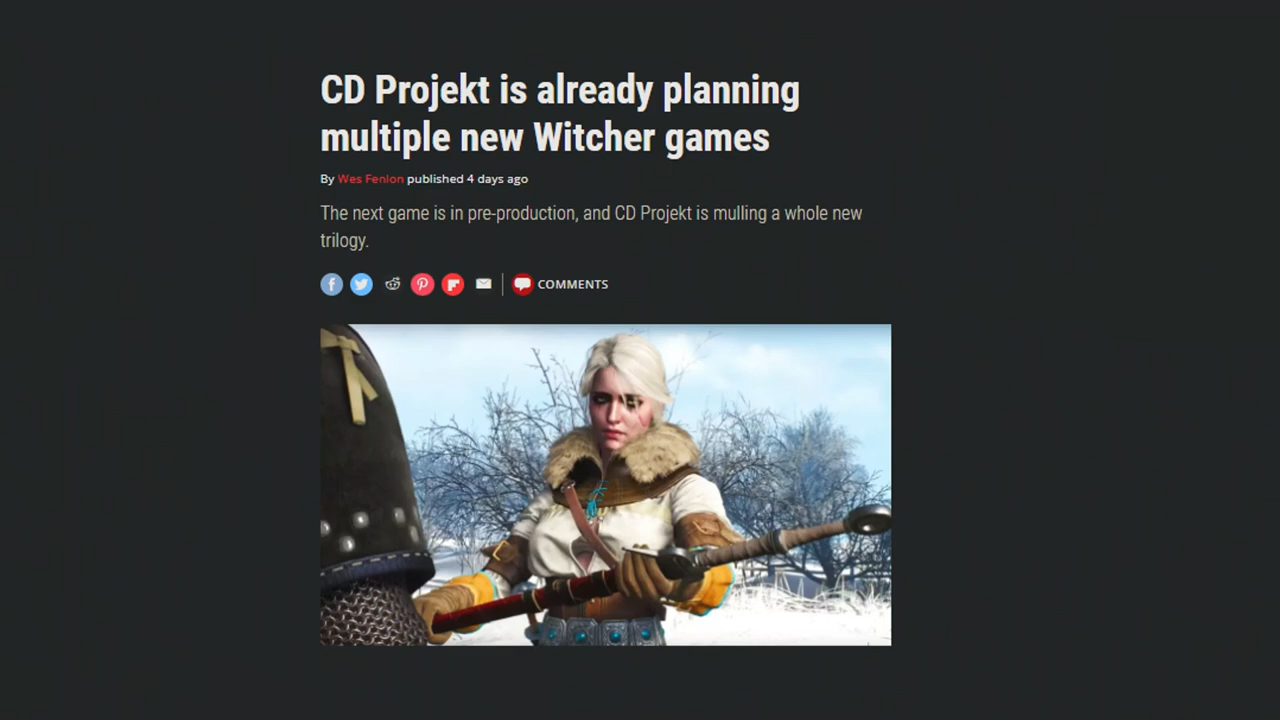 CD Projekt is already planning
multiple new Witcher games
By Wes Fenlon published 4 days ago
The next game is in pre-production, and CD Projekt is mulling a whole new
trilogy.
COMMENTS